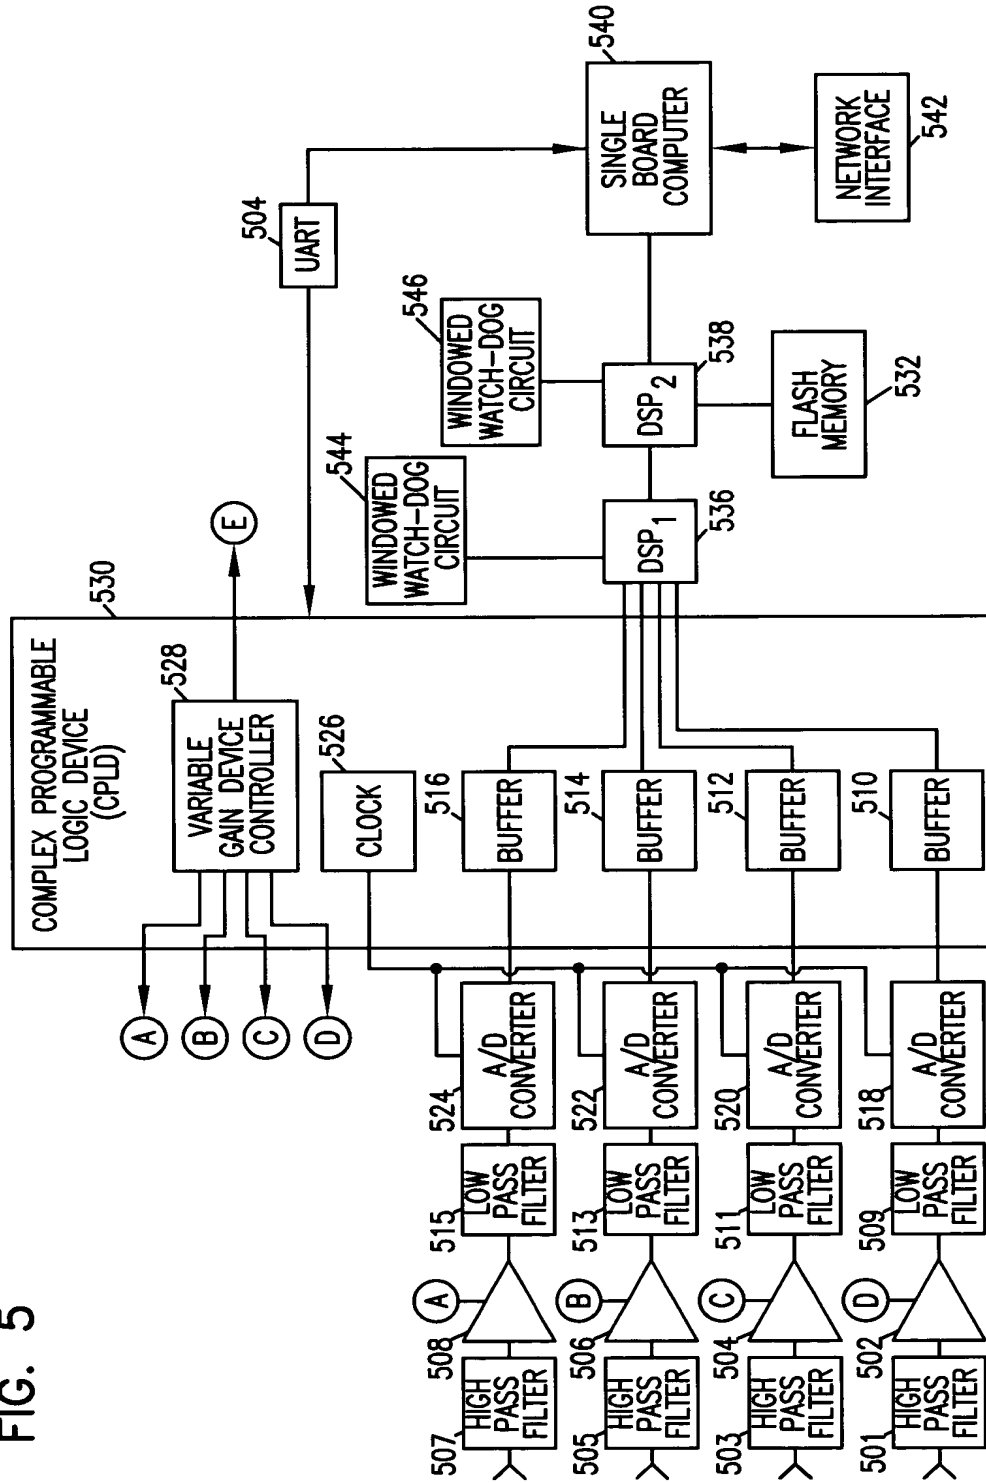 FIG. 5
COMPLEX PROGRAMMABLE
LOGIC DEVICE
(CPLD)
530
VARIABLE
GAIN DEVICE
CONTROLLER
528
A
B
C
D
E
CLOCK
526
504
UART
507
HIGH
PASS
FILTER
508
A
515
LOW
PASS
FILTER
524
A/D
CONVERTER
516
BUFFER
505
HIGH
PASS
FILTER
506
B
513
LOW
PASS
FILTER
522
A/D
CONVERTER
514
BUFFER
503
HIGH
PASS
FILTER
504
C
511
LOW
PASS
FILTER
520
A/D
CONVERTER
512
BUFFER
501
HIGH
PASS
FILTER
502
D
509
LOW
PASS
FILTER
518
A/D
CONVERTER
510
BUFFER
544
WINDOWED
WATCH-DOG
CIRCUIT
546
WINDOWED
WATCH-DOG
CIRCUIT
DSP1
536
DSP2
538
FLASH
MEMORY
532
SINGLE
BOARD
COMPUTER
540
NETWORK
INTERFACE
542